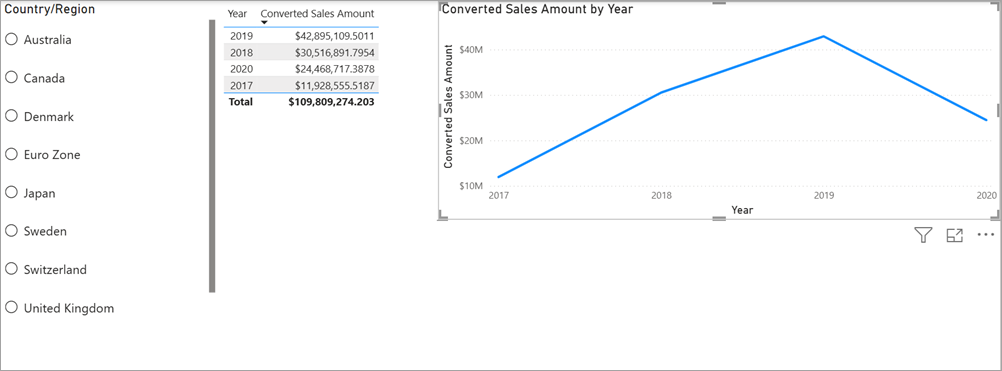 Country/Region
Australia
Canada
Denmark
Euro Zone
Japan
Sweden
Switzerland
United Kingdom
Year Converted Sales Amount
2019 $42,895,109.5011
2018 $30,516,891.7954
2020 $24,468,717.3878
2017 $11,928,555.5187
Total $109,809,274.203
Converted Sales Amount by Year
Converted Sales Amount
$40M
$30M
$20M
$10M
2017 2018 2019 2020
Year